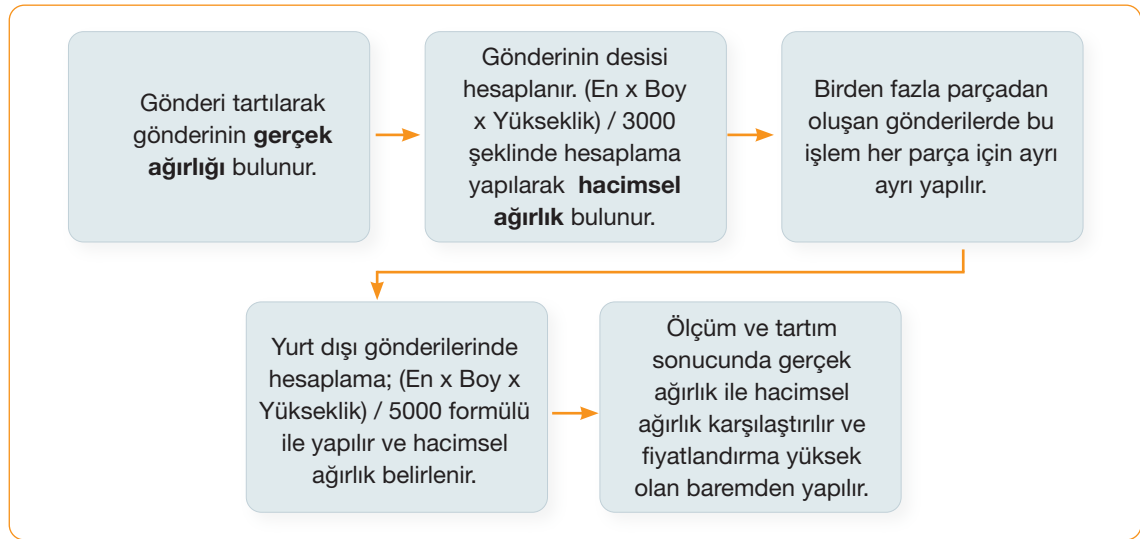 Gönderi tartılarak
gönderinin gerçek
ağırlığı bulunur.
Gönderinin desisi
hesaplanır. (En x Boy
x Yükseklik) / 3000
şeklinde hesaplama
yapılarak hacimsel
ağırlık bulunur.
Birden fazla parçadan
oluşan gönderilerde bu
işlem her parça için ayrı
ayrı yapılır.
Yurt dışı gönderilerinde
hesaplama; (En x Boy x
Yükseklik) / 5000 formülü
ile yapılır ve hacimsel
ağırlık belirlenir.
Ölçüm ve tartım
sonucunda gerçek
ağırlık ile hacimsel
ağırlık karşılaştırılır ve
fiyatlandırma yüksek
olan baremden yapılır.